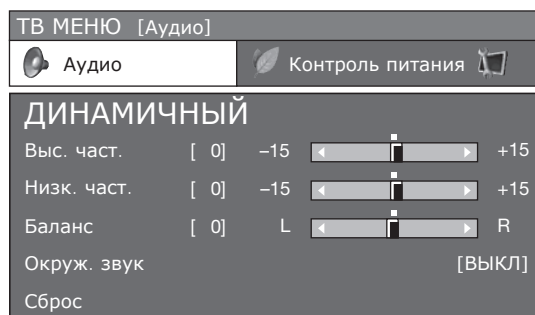 ТВ МЕНЮ [Аудио]
Аудио Контроль питания
ДИНАМИЧНЫЙ
Выс. част. [ 0] –15 +15
Низк. част. [ 0] –15 +15
Баланс [ 0] L R
Окруж. звук [ВЫКЛ]
Сброс